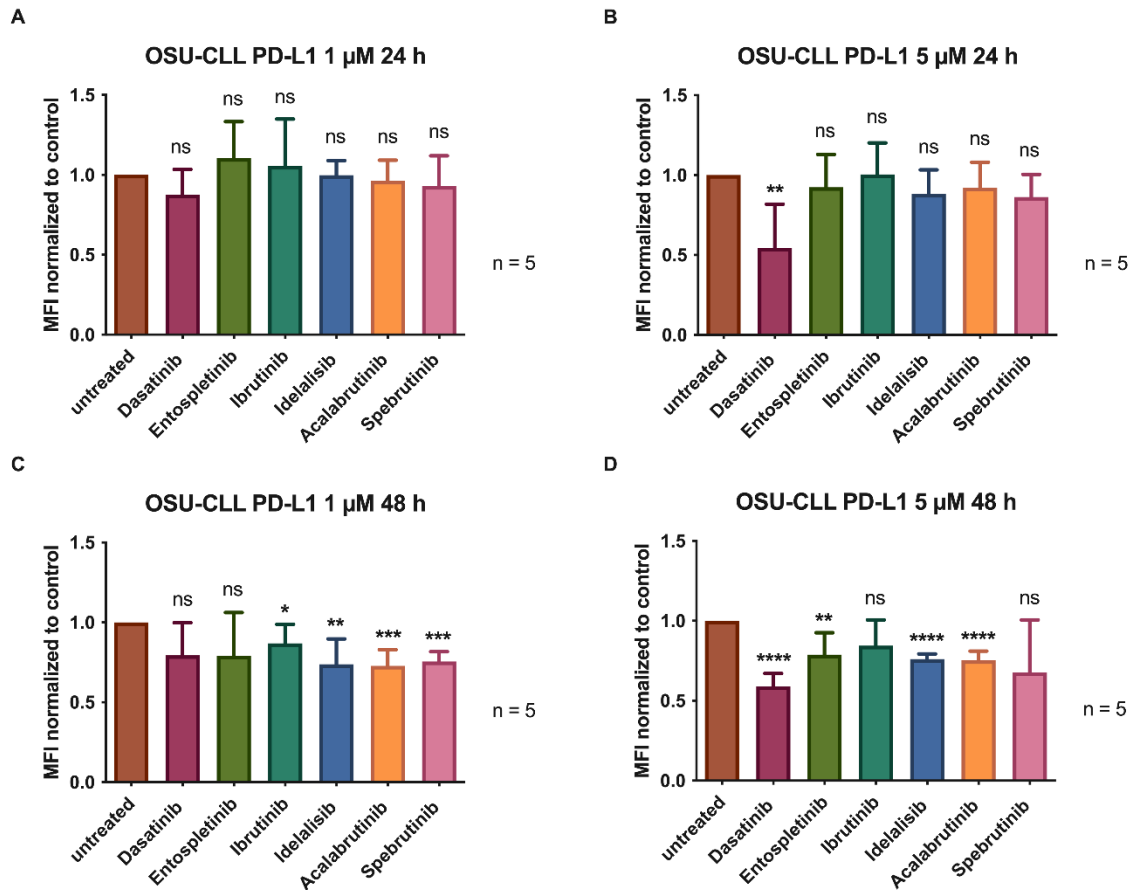 A
OSU-CLL PD-L1 1 µM 24 h
MFI normalized to control
1.5
1.0
0.5
0.0
ns
ns
ns
ns
ns
ns
n = 5
untreated
Dasatinib
Entospletinib
Ibrutinib
Idelalisib
Acalabrutinib
Spebrutinib
B
OSU-CLL PD-L1 5 µM 24 h
MFI normalized to control
1.5
1.0
0.5
0.0
**
ns
ns
ns
ns
ns
n = 5
untreated
Dasatinib
Entospletinib
Ibrutinib
Idelalisib
Acalabrutinib
Spebrutinib
C
OSU-CLL PD-L1 1 µM 48 h
MFI normalized to control
1.5
1.0
0.5
0.0
ns
ns
*
**
***
***
n = 5
untreated
Dasatinib
Entospletinib
Ibrutinib
Idelalisib
Acalabrutinib
Spebrutinib
D
OSU-CLL PD-L1 5 µM 48 h
MFI normalized to control
1.5
1.0
0.5
0.0
****
**
ns
****
****
ns
n = 5
untreated
Dasatinib
Entospletinib
Ibrutinib
Idelalisib
Acalabrutinib
Spebrutinib